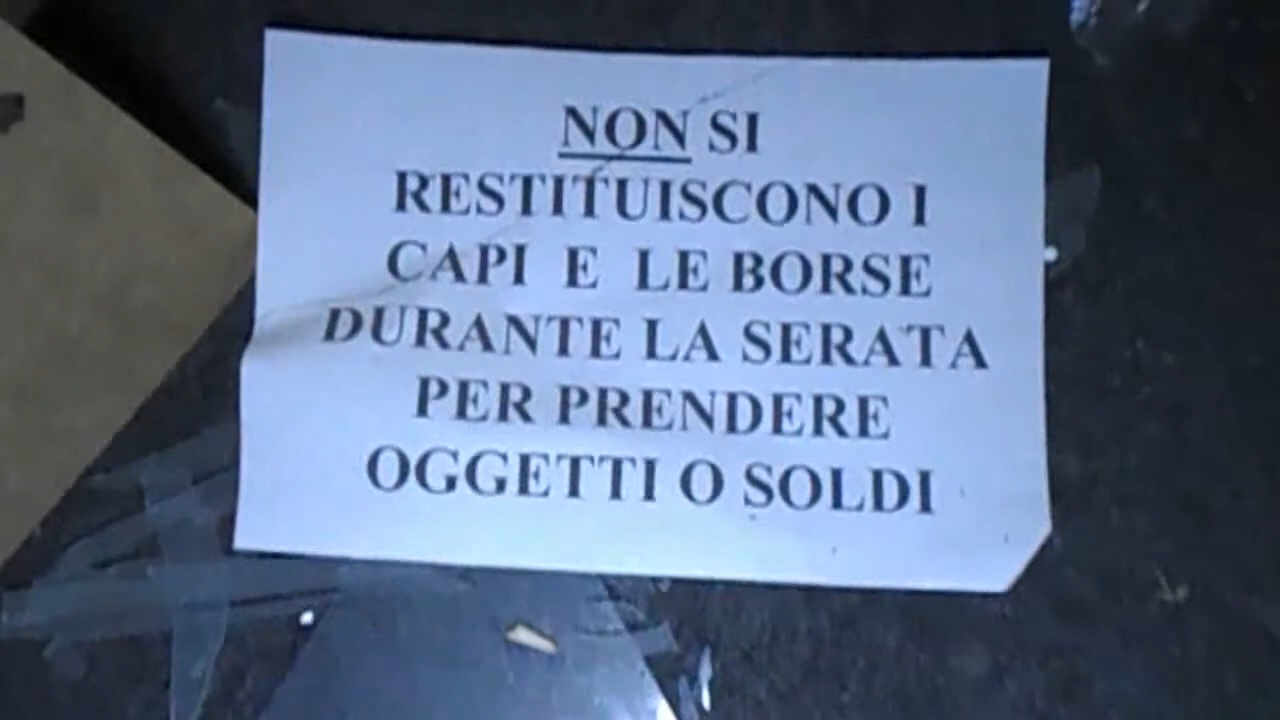 NON SI
RESTITUISCONO I
CAPI E LE BORSE
DURANTE LA SERATA
PER PRENDERE
OGGETTI O SOLDI